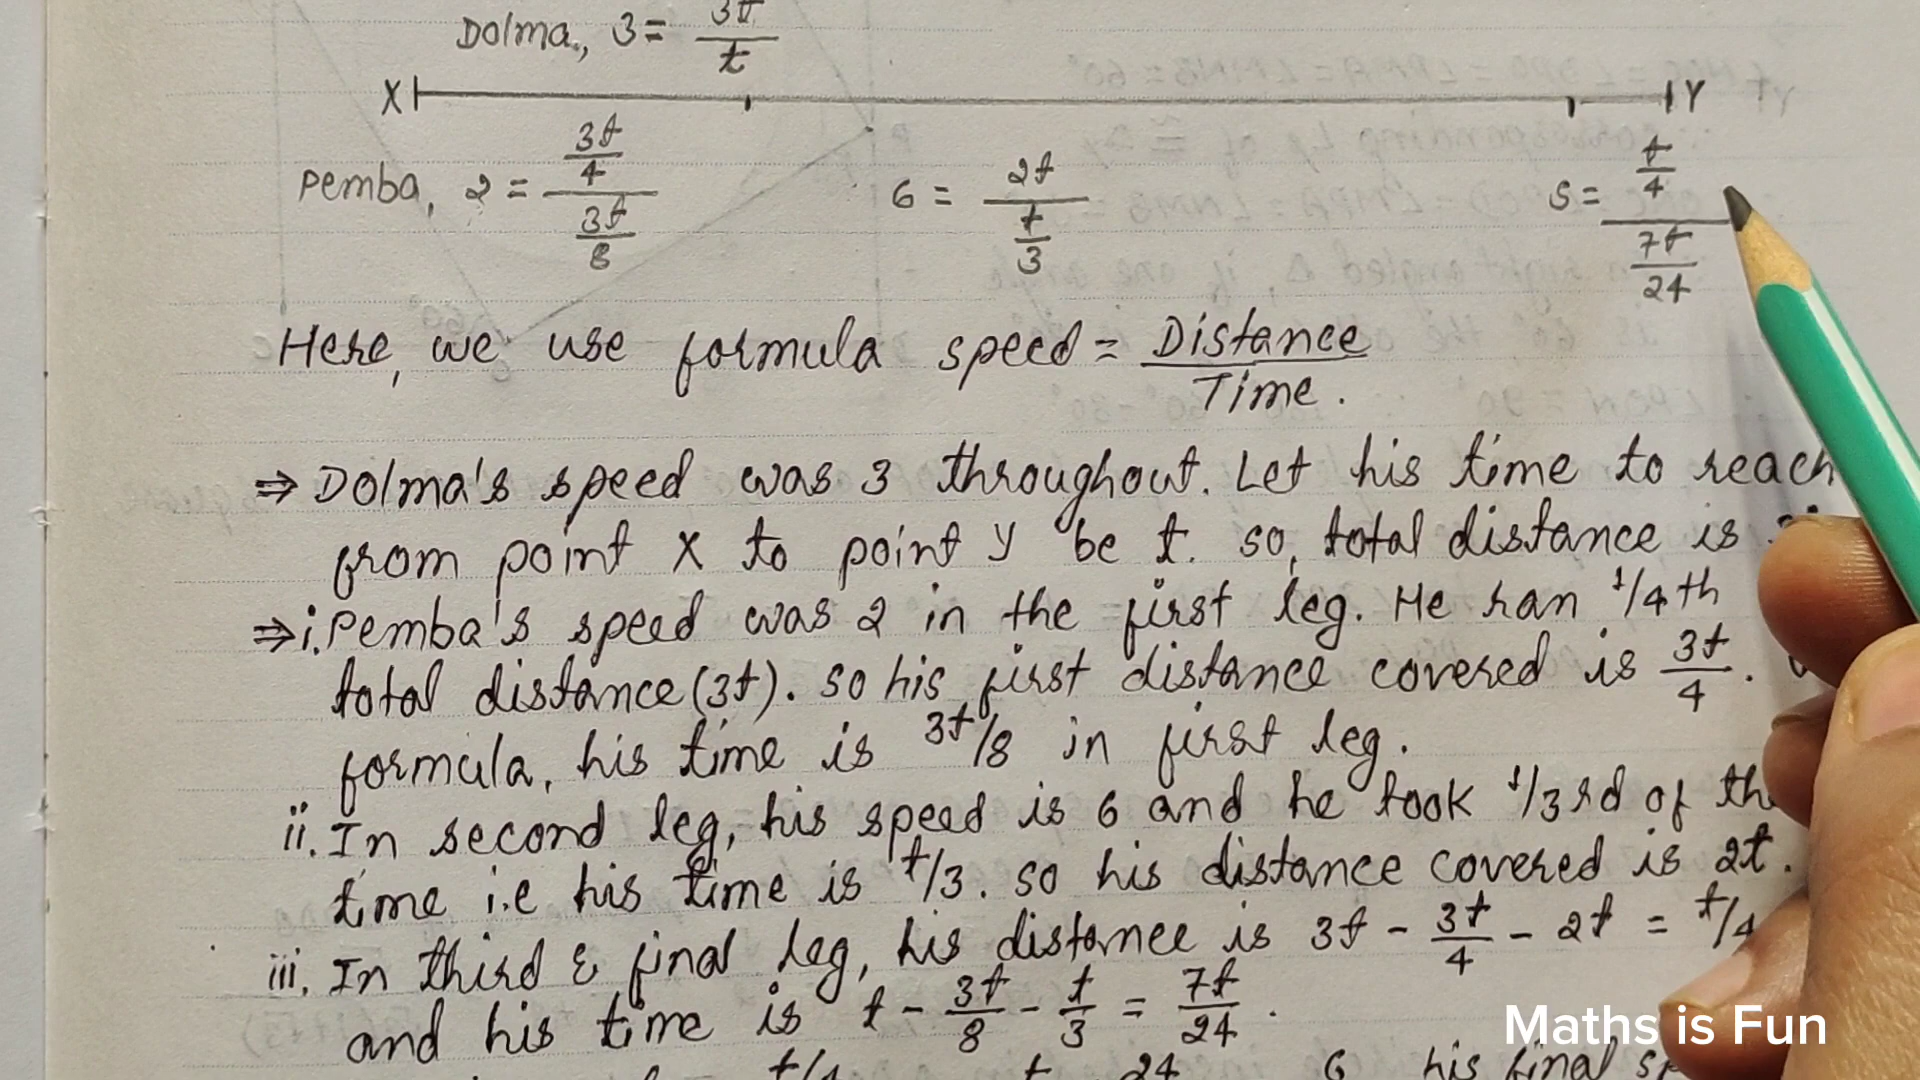 Dolma, 3 = 3t/t
X Y
Pemba, 2 = 3t/4 / 3t/8 6 = 2t / t/3 S = t/4 / 7t/24
Here, we use formula speed = Distance/Time.
⇒ Dolma's speed was 3 throughout. Let his time to reach
from point X to point Y be t. so, total distance is
⇒ i. Pemba's speed was 2 in the first leg. He ran 1/4th
total distance (3t). so his first distance covered is 3t/4.
formula, his time is 3t/8 in first leg.
ii. In second leg, his speed is 6 and he took 1/3rd of
time i.e his time is t/3. so his distance covered is 2t.
iii. In third & final leg, his distance is 3t - 3t/4 - 2t = t/4
and his time is t - 3t/8 - t/3 = 7t/24.
t/4 t 24 6 his final
Maths is Fun